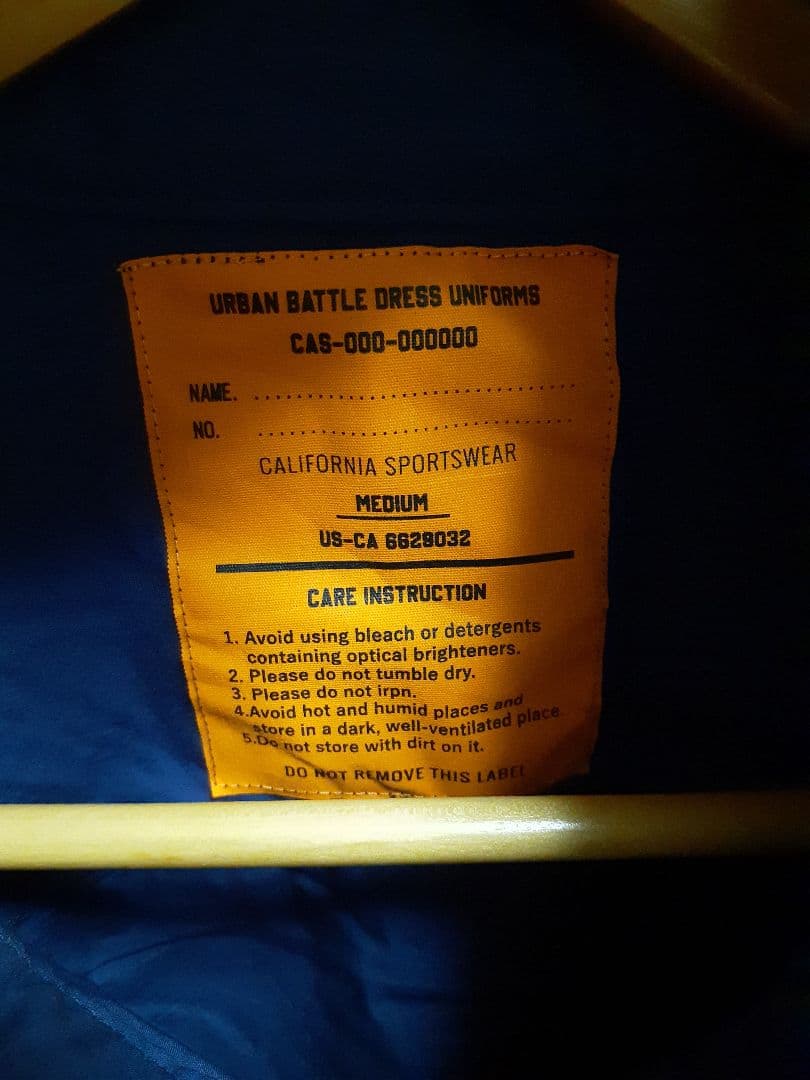 URBAN BATTLE DRESS UNIFORMS
CAS-000-000000
NAME. ..............................
NO. ..............................
CALIFORNIA SPORTSWEAR
MEDIUM
US-CA 6628032
CARE INSTRUCTION
1. Avoid using bleach or detergents
containing optical brighteners.
2. Please do not tumble dry.
3. Please do not irpn.
4.Avoid hot and humid places and
store in a dark, well-ventilated place
5.Do not store with dirt on it.
DO NOT REMOVE THIS LABEL